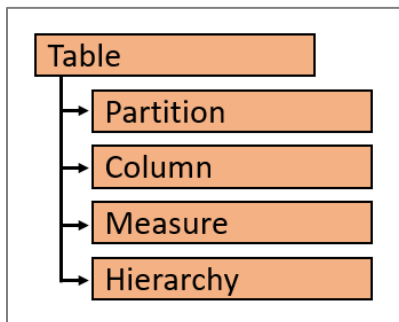 Table
Partition
Column
Measure
Hierarchy